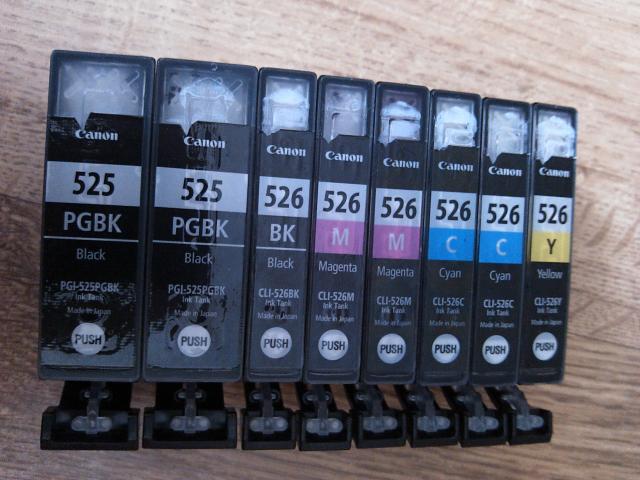 Canon
525
PGBK
Black
PGI-525PGBK
Ink Tank
Made in Japan
PUSH
Canon
525
PGBK
Black
PGI-525PGBK
Ink Tank
Made in Japan
PUSH
Canon
526
BK
Black
CLI-526BK
Ink Tank
Made in Japan
PUSH
Canon
526
M
Magenta
CLI-526M
Ink Tank
Made in Japan
PUSH
Canon
526
M
Magenta
CLI-526M
Ink Tank
Made in Japan
PUSH
Canon
526
C
Cyan
CLI-526C
Ink Tank
Made in Japan
PUSH
Canon
526
C
Cyan
CLI-526C
Ink Tank
Made in Japan
PUSH
Canon
526
Y
Yellow
CLI-526Y
Ink Tank
Made in Japan
PUSH